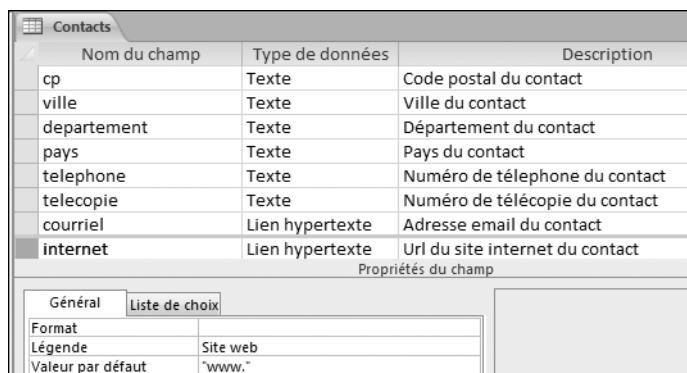 Contacts
Nom du champ Type de données Description
cp Texte Code postal du contact
ville Texte Ville du contact
departement Texte Département du contact
pays Texte Pays du contact
telephone Texte Numéro de télephone du contact
telecopie Texte Numéro de télécopie du contact
courriel Lien hypertexte Adresse email du contact
internet Lien hypertexte Url du site internet du contact
Propriétés du champ
Général Liste de choix
Format
Légende Site web
Valeur par défaut "www."